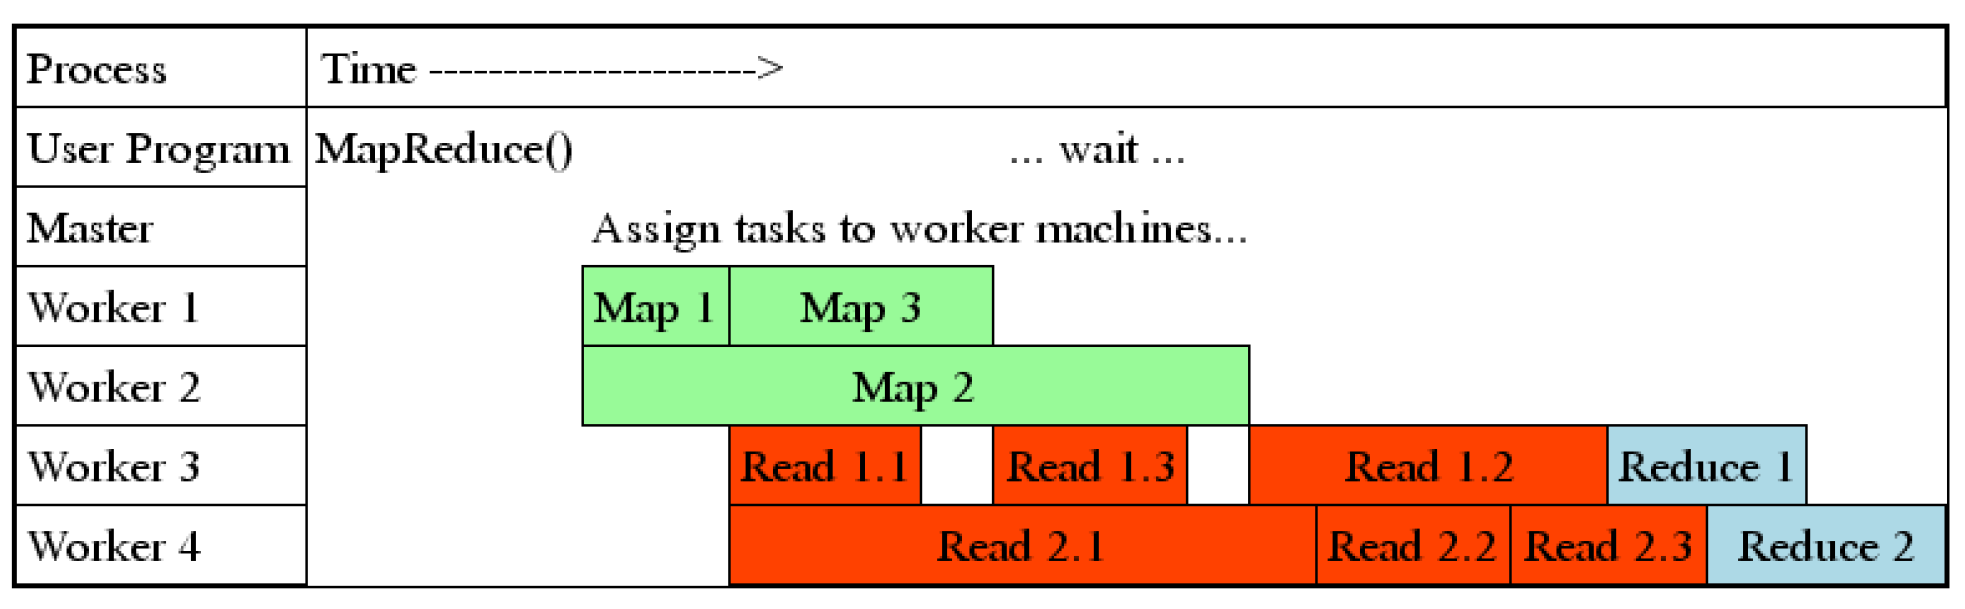 Process Time ---------------------->
User Program MapReduce() ... wait ...
Master Assign tasks to worker machines...
Worker 1 Map 1 Map 3
Worker 2 Map 2
Worker 3 Read 1.1 Read 1.3 Read 1.2 Reduce 1
Worker 4 Read 2.1 Read 2.2 Read 2.3 Reduce 2